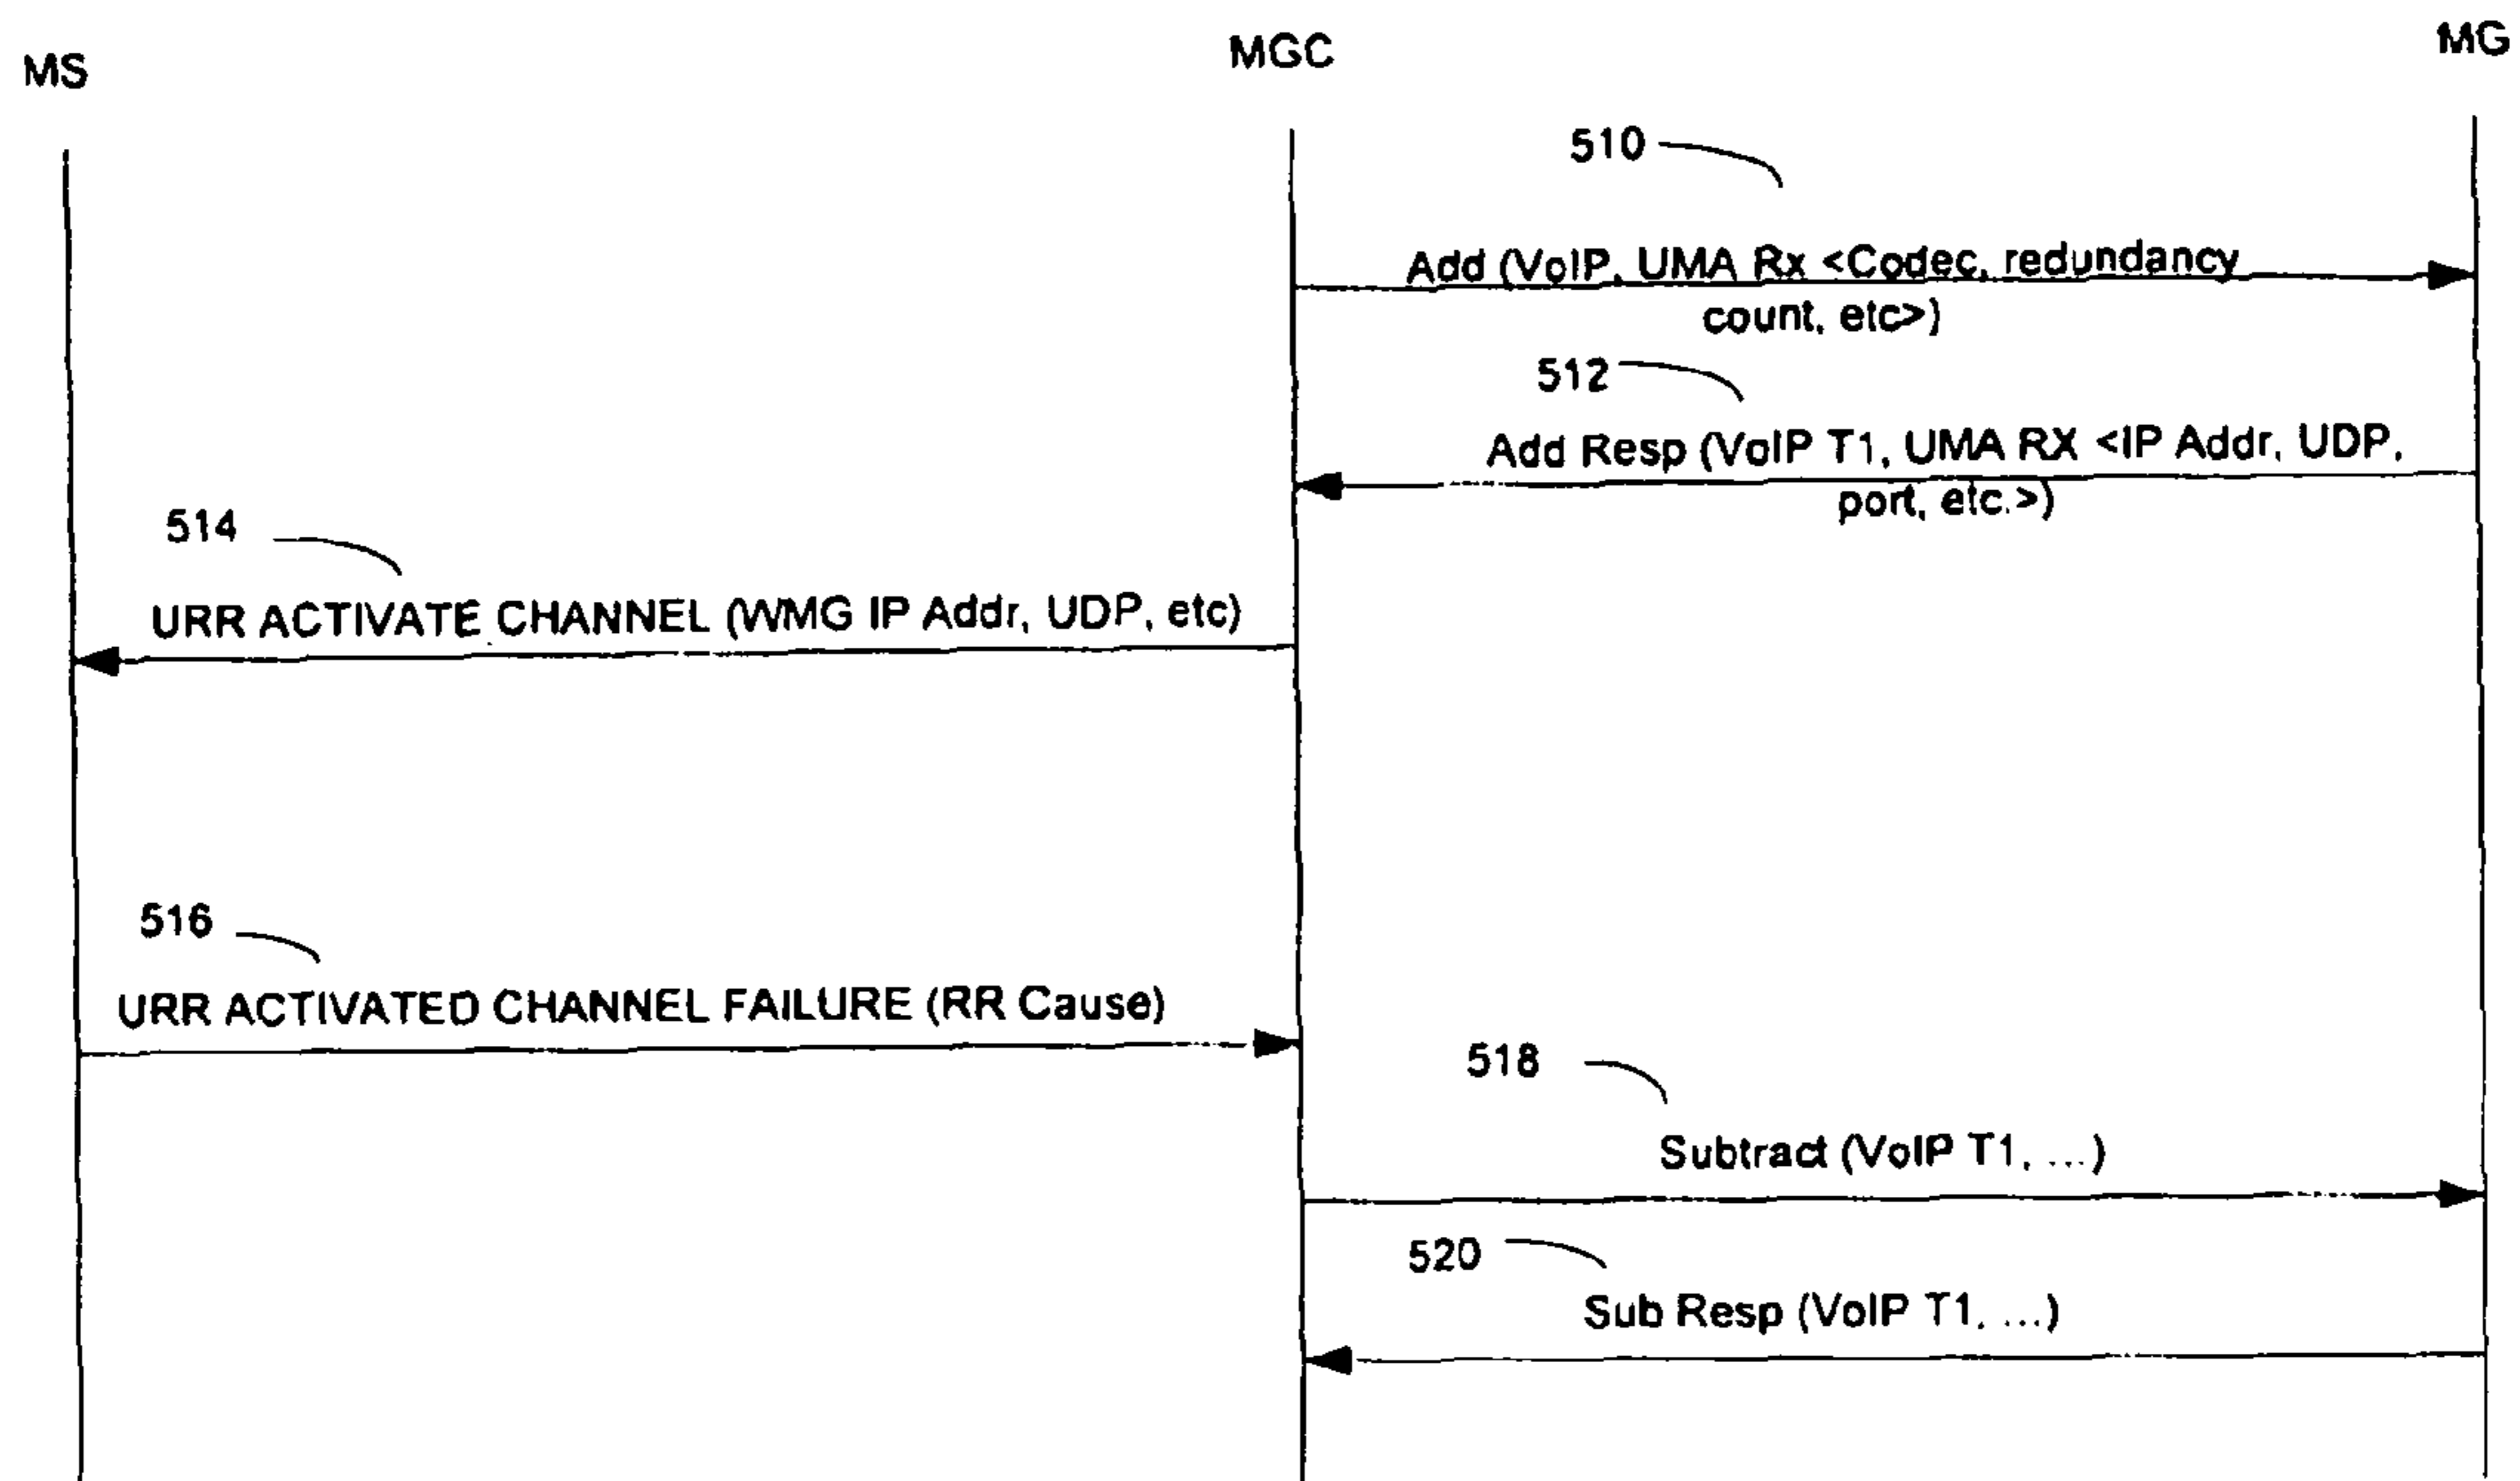 MS
MGC
MG
510
Add (VoIP, UMA Rx <Codec, redundancy
count, etc>)
512
Add Resp (VoIP T1, UMA RX <IP Addr, UDP,
port, etc.>)
514
URR ACTIVATE CHANNEL (WMG IP Addr, UDP, etc)
516
URR ACTIVATED CHANNEL FAILURE (RR Cause)
518
Subtract (VoIP T1, ...)
520
Sub Resp (VoIP T1, ...)